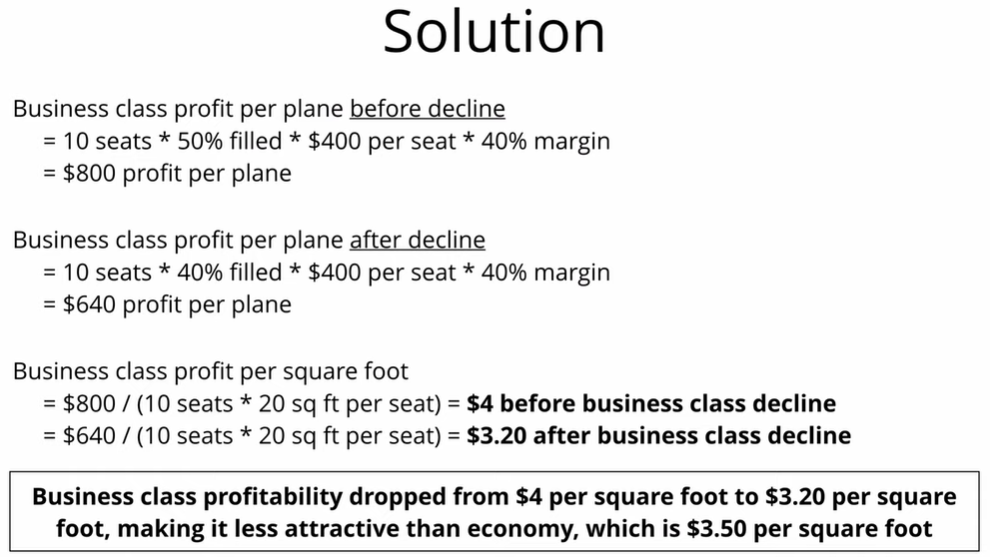 Solution
Business class profit per plane before decline
= 10 seats * 50% filled * $400 per seat * 40% margin
= $800 profit per plane
Business class profit per plane after decline
= 10 seats * 40% filled * $400 per seat * 40% margin
= $640 profit per plane
Business class profit per square foot
= $800 / (10 seats * 20 sq ft per seat) = $4 before business class decline
= $640 / (10 seats * 20 sq ft per seat) = $3.20 after business class decline
Business class profitability dropped from $4 per square foot to $3.20 per square
foot, making it less attractive than economy, which is $3.50 per square foot